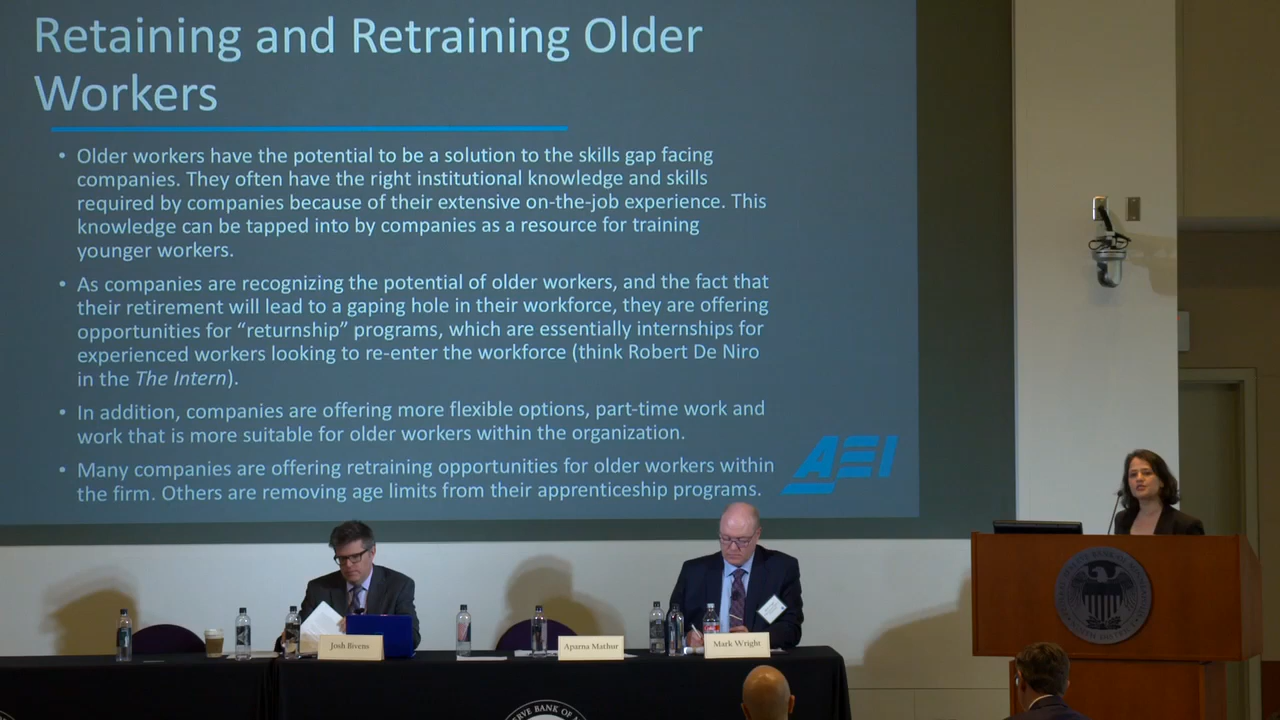 Retaining and Retraining Older
Workers
• Older workers have the potential to be a solution to the skills gap facing
companies. They often have the right institutional knowledge and skills
required by companies because of their extensive on-the-job experience. This
knowledge can be tapped into by companies as a resource for training
younger workers.
• As companies are recognizing the potential of older workers, and the fact that
their retirement will lead to a gaping hole in their workforce, they are offering
opportunities for “returnship” programs, which are essentially internships for
experienced workers looking to re-enter the workforce (think Robert De Niro
in the The Intern).
• In addition, companies are offering more flexible options, part-time work and
work that is more suitable for older workers within the organization.
• Many companies are offering retraining opportunities for older workers within
the firm. Others are removing age limits from their apprenticeship programs.
AEI
Josh Bivens
Aparna Mathur
Mark Wright
RESERVE BANK OF
DISTRICT